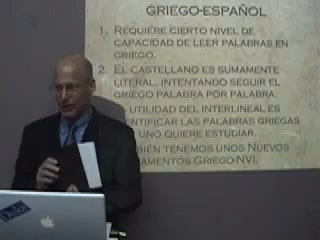 GRIEGO-ESPAÑOL
1. REQUIERE CIERTO NIVEL DE
CAPACIDAD DE LEER PALABRAS EN
GRIEGO.
2. EL CASTELLANO ES SUMAMENTE
LITERAL, INTENTANDO SEGUIR EL
GRIEGO PALABRA POR PALABRA.
UTILIDAD DEL INTERLINEAL ES
IDENTIFICAR LAS PALABRAS GRIEGAS
UNO QUIERE ESTUDIAR.
TENEMOS UNOS NUEVOS
GRIEGO-NVI.